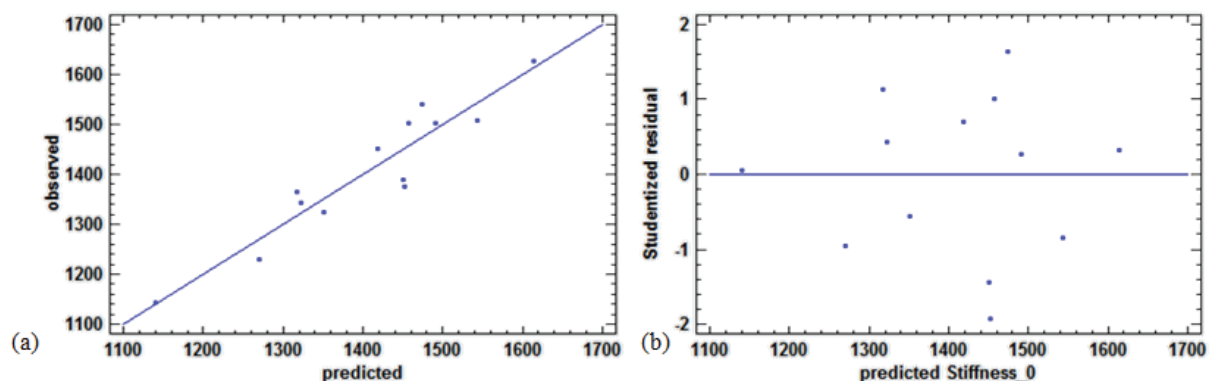 1700
1600
1500
1400
1300
1200
1100
observed
1100 1200 1300 1400 1500 1600 1700
predicted
(a)
2
1
0
-1
-2
Studentized residual
1100 1200 1300 1400 1500 1600 1700
predicted Stiffness_0
(b)